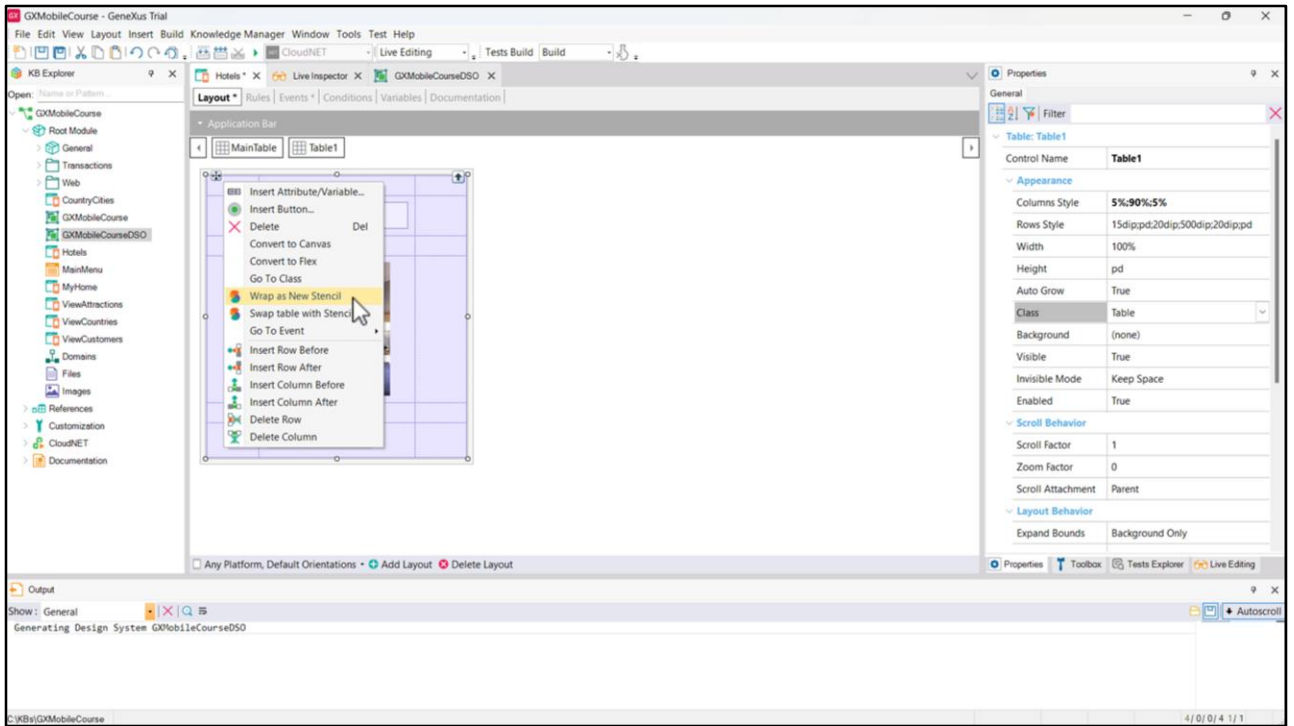 GX GXMobileCourse - GeneXus Trial
File Edit View Layout Insert Build Knowledge Manager Window Tools Test Help
CloudNET Live Editing Tests Build Build
KB Explorer
Open: Name or Pattern...
GXMobileCourse
Root Module
General
Transactions
Web
CountryCities
GXMobileCourse
GXMobileCourseDSO
Hotels
MainMenu
MyHome
ViewAttractions
ViewCountries
ViewCustomers
Domains
Files
Images
References
Customization
CloudNET
Documentation
Hotels * X Live Inspector X GXMobileCourseDSO X
Layout * Rules Events * Conditions Variables Documentation
Application Bar
MainTable Table1
Insert Attribute/Variable...
Insert Button...
Delete Del
Convert to Canvas
Convert to Flex
Go To Class
Wrap as New Stencil
Swap table with Stenci
Go To Event
Insert Row Before
Insert Row After
Insert Column Before
Insert Column After
Delete Row
Delete Column
Any Platform, Default Orientations Add Layout Delete Layout
Properties
General
Filter
Table: Table1
Control Name Table1
Appearance
Columns Style 5%;90%;5%
Rows Style 15dip;pd;20dip;500dip;20dip;pd
Width 100%
Height pd
Auto Grow True
Class Table
Background (none)
Visible True
Invisible Mode Keep Space
Enabled True
Scroll Behavior
Scroll Factor 1
Zoom Factor 0
Scroll Attachment Parent
Layout Behavior
Expand Bounds Background Only
Properties Toolbox Tests Explorer Live Editing
Output
Show: General Autoscroll
Generating Design System GXMobileCourseDSO
C:\KBs\GXMobileCourse 4/0/0/4 1/1